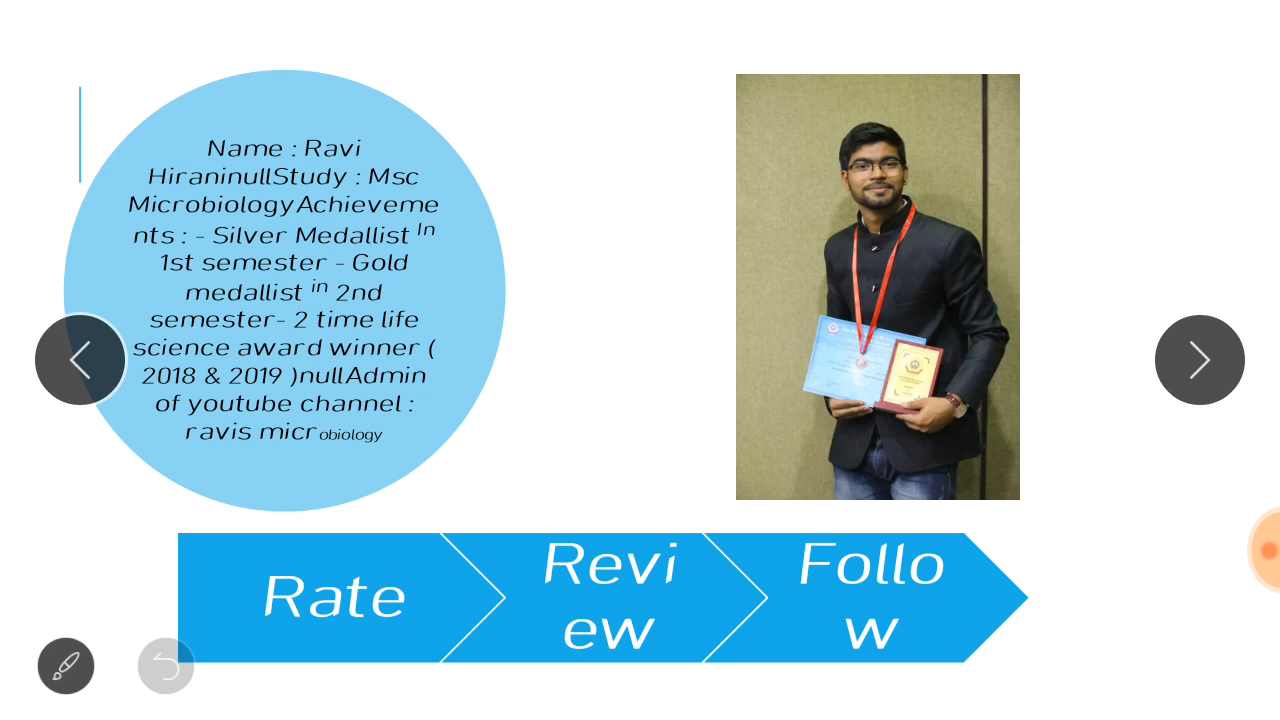 Name : Ravi
HiraninullStudy : Msc
MicrobiologyAchieveme
nts : - Silver Medallist In
1st semester - Gold
medallist in 2nd
semester- 2 time life
science award winner (
2018 & 2019 )nullAdmin
of youtube channel :
ravis microbiology
Rate
Revi
ew
Follo
w